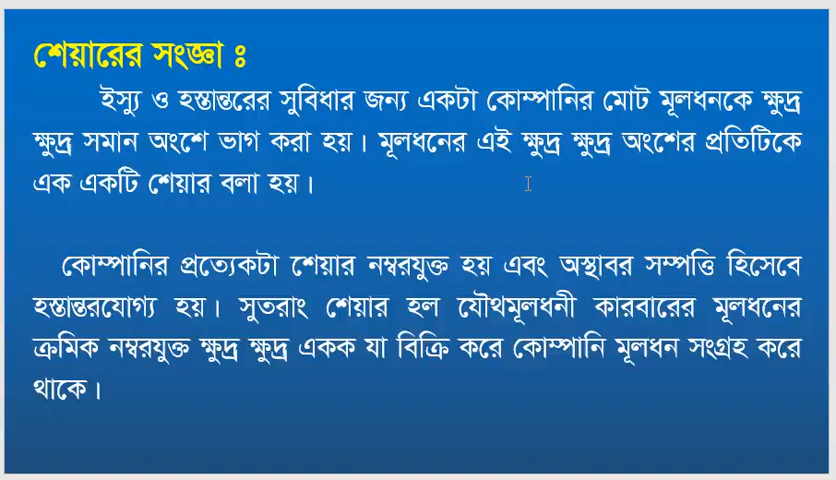 শেয়ারের সংজ্ঞা ঃ
ইস্যু ও হস্তান্তরের সুবিধার জন্য একটা কোম্পানির মোট মূলধনকে ক্ষুদ্র
ক্ষুদ্র সমান অংশে ভাগ করা হয়। মূলধনের এই ক্ষুদ্র ক্ষুদ্র অংশের প্রতিটিকে
এক একটি শেয়ার বলা হয়।
কোম্পানির প্রত্যেকটা শেয়ার নম্বরযুক্ত হয় এবং অস্থাবর সম্পত্তি হিসেবে
হস্তান্তরযোগ্য হয়। সুতরাং শেয়ার হল যৌথমূলধনী কারবারের মূলধনের
ক্রমিক নম্বরযুক্ত ক্ষুদ্র ক্ষুদ্র একক যা বিক্রি করে কোম্পানি মূলধন সংগ্রহ করে
থাকে।